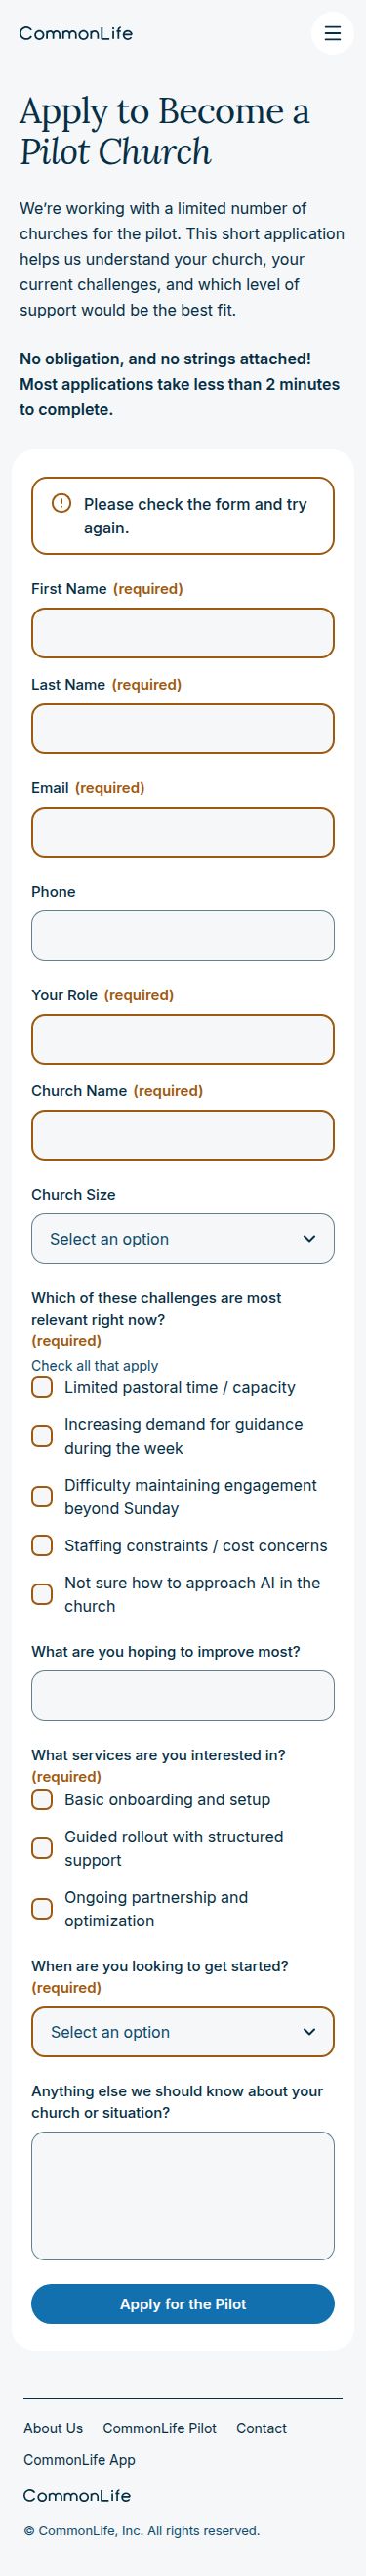 CommonLife
Apply to Become a
Pilot Church
We’re working with a limited number of
churches for the pilot. This short application
helps us understand your church, your
current challenges, and which level of
support would be the best fit.
No obligation, and no strings attached!
Most applications take less than 2 minutes
to complete.
Please check the form and try
again.
First Name (required)
Last Name (required)
Email (required)
Phone
Your Role (required)
Church Name (required)
Church Size
Select an option
Which of these challenges are most
relevant right now?
(required)
Check all that apply
Limited pastoral time / capacity
Increasing demand for guidance
during the week
Difficulty maintaining engagement
beyond Sunday
Staffing constraints / cost concerns
Not sure how to approach AI in the
church
What are you hoping to improve most?
What services are you interested in?
(required)
Basic onboarding and setup
Guided rollout with structured
support
Ongoing partnership and
optimization
When are you looking to get started?
(required)
Select an option
Anything else we should know about your
church or situation?
Apply for the Pilot
About Us CommonLife Pilot Contact
CommonLife App
CommonLife
© CommonLife, Inc. All rights reserved.